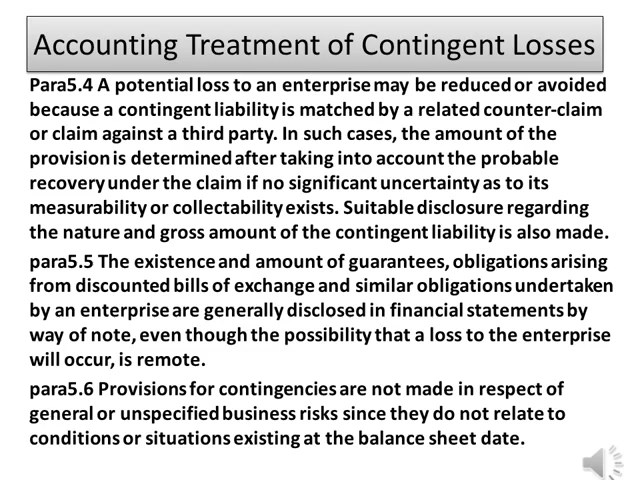 Accounting Treatment of Contingent Losses
Para5.4 A potential loss to an enterprise may be reduced or avoided
because a contingent liability is matched by a related counter-claim
or claim against a third party. In such cases, the amount of the
provision is determined after taking into account the probable
recovery under the claim if no significant uncertainty as to its
measurability or collectability exists. Suitable disclosure regarding
the nature and gross amount of the contingent liability is also made.
para5.5 The existence and amount of guarantees, obligations arising
from discounted bills of exchange and similar obligations undertaken
by an enterprise are generally disclosed in financial statements by
way of note, even though the possibility that a loss to the enterprise
will occur, is remote.
para5.6 Provisions for contingencies are not made in respect of
general or unspecified business risks since they do not relate to
conditions or situations existing at the balance sheet date.